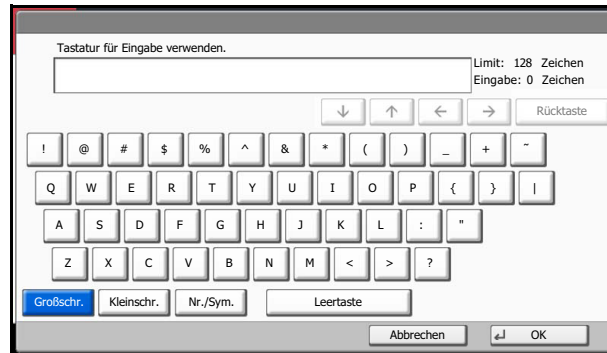 Tastatur für Eingabe verwenden.
Limit: 128 Zeichen
Eingabe: 0 Zeichen
↓ ↑ ← → Rücktaste
! @ # $ % ^ & * ( ) _ + ~
Q W E R T Y U I O P { } |
A S D F G H J K L : "
Z X C V B N M < > ?
Großschr. Kleinschr. Nr./Sym. Leertaste
Abbrechen OK